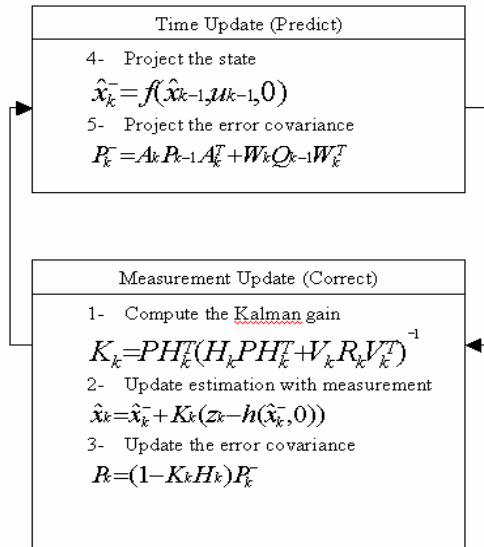 Time Update (Predict)
4- Project the state
x̂ₖ⁻=f(x̂ₖ₋₁,uₖ₋₁,0)
5- Project the error covariance
Pₖ⁻=AₖPₖ₋₁Aₖᵀ+WₖQₖ₋₁Wₖᵀ
Measurement Update (Correct)
1- Compute the Kalman gain
Kₖ=PHₖᵀ(HₖPHₖᵀ+VₖRₖVₖᵀ)⁻¹
2- Update estimation with measurement
x̂ₖ=x̂ₖ⁻+Kₖ(zₖ−h(x̂ₖ⁻,0))
3- Update the error covariance
Pₖ=(1−KₖHₖ)Pₖ⁻